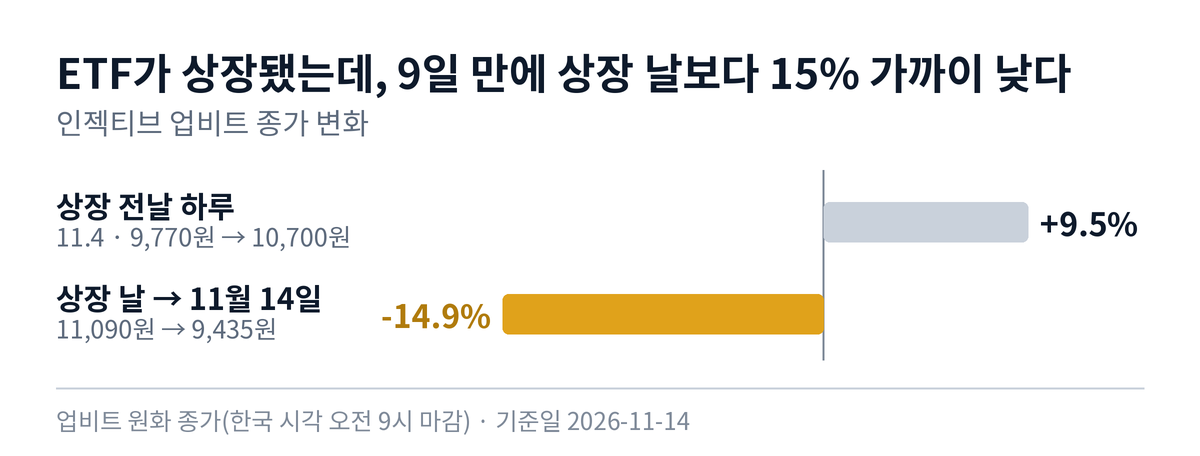 ETF가 상장됐는데, 9일 만에 상장 날보다 15% 가까이 낮다
인젝티브 업비트 종가 변화
상장 전날 하루
11.4 · 9,770원 → 10,700원
+9.5%
상장 날 → 11월 14일
11,090원 → 9,435원
-14.9%
업비트 원화 종가(한국 시각 오전 9시 마감) · 기준일 2026-11-14